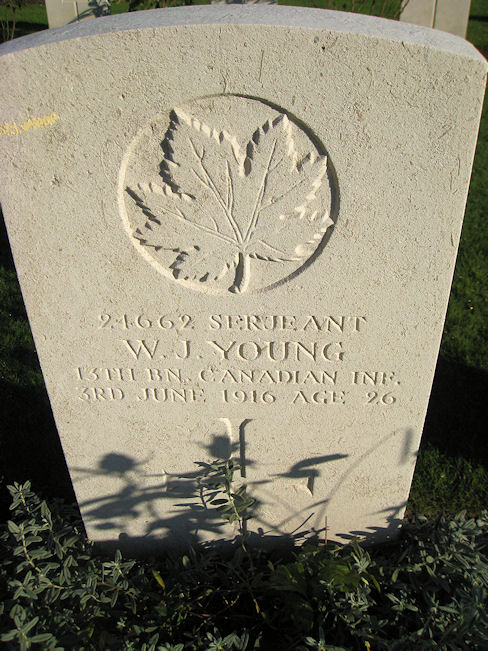 24662 SERJEANT
W. J. YOUNG
13TH BN. CANADIAN INF.
3RD JUNE 1916 AGE 26